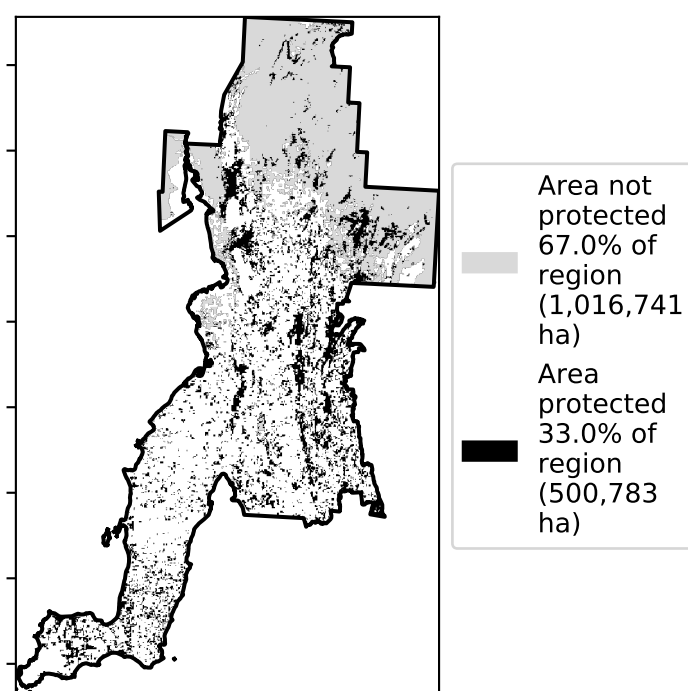 Area not
protected
67.0% of
region
(1,016,741
ha)
Area
protected
33.0% of
region
(500,783
ha)